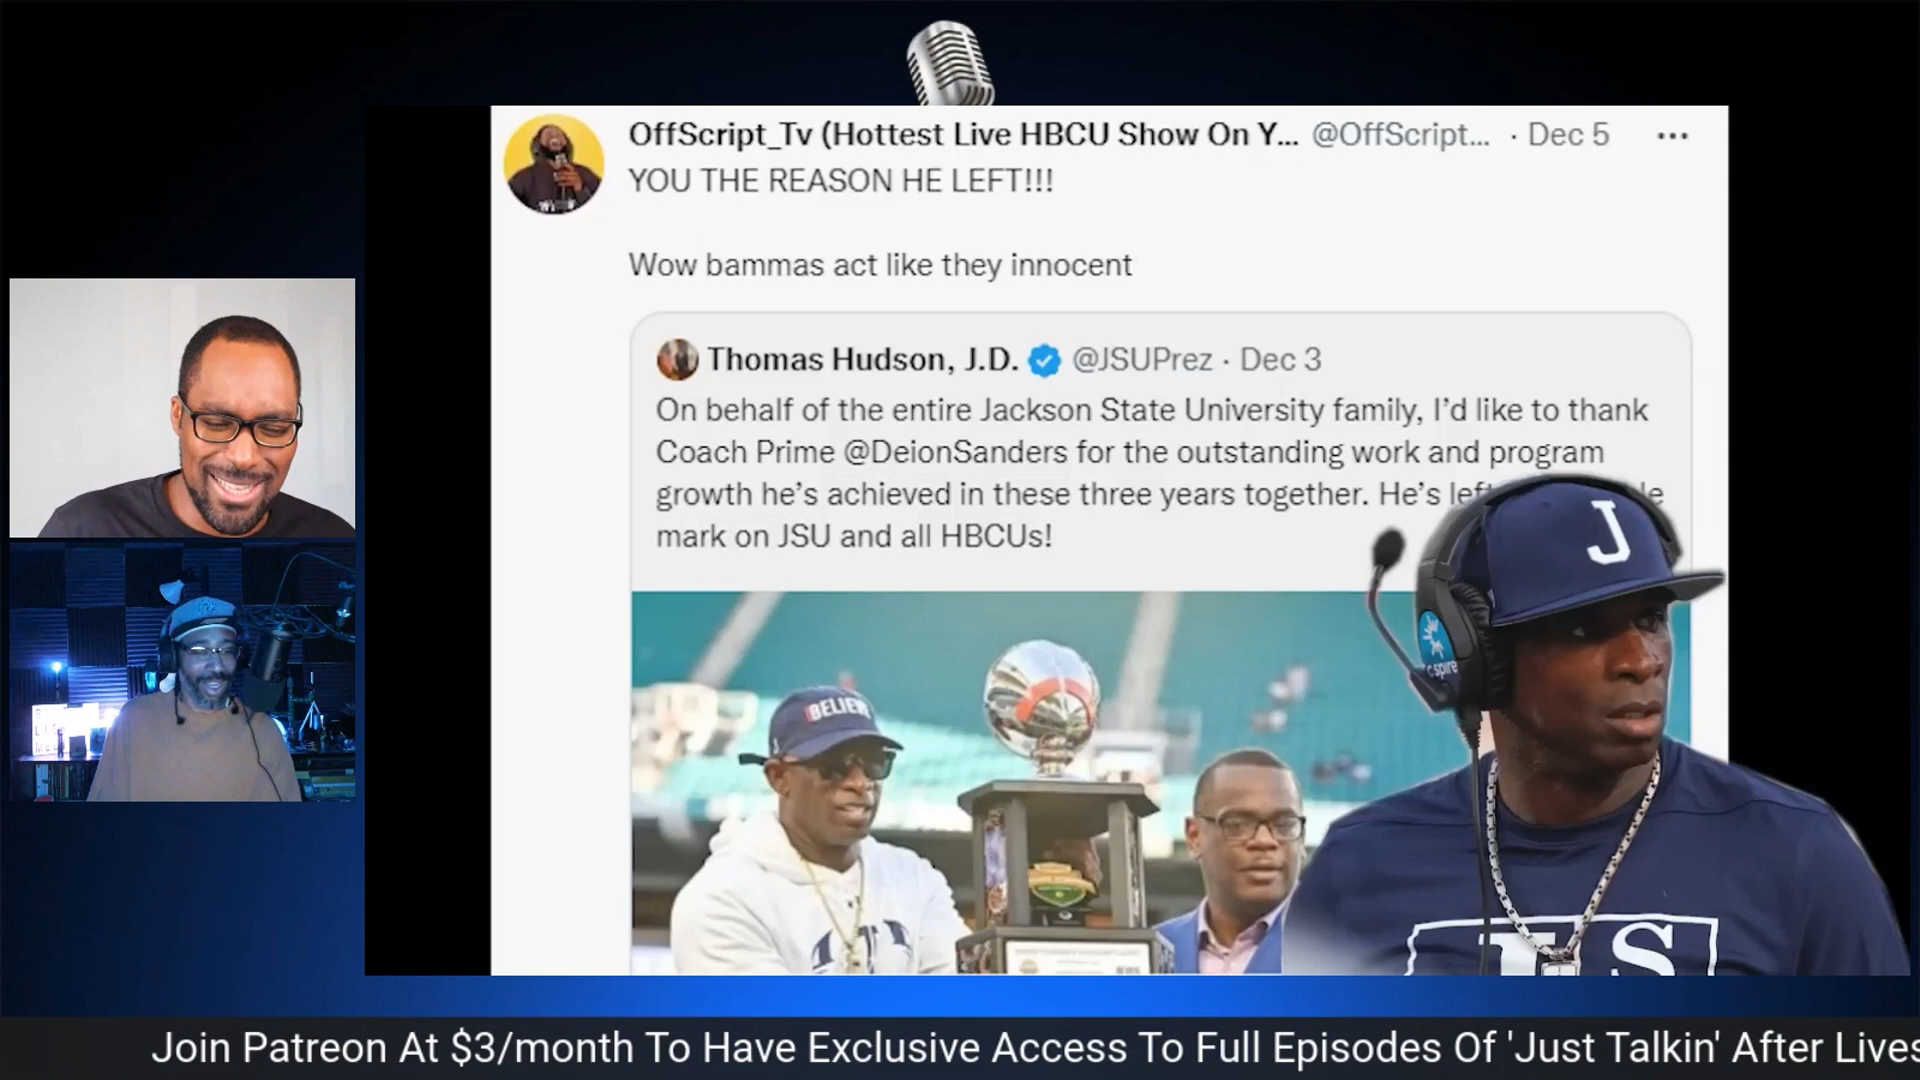 OffScript_Tv (Hottest Live HBCU Show On Y... @OffScript... · Dec 5 ...
YOU THE REASON HE LEFT!!!
Wow bammas act like they innocent
Thomas Hudson, J.D. @JSUPrez · Dec 3
On behalf of the entire Jackson State University family, I'd like to thank
Coach Prime @DeionSanders for the outstanding work and program
growth he's achieved in these three years together. He's left
mark on JSU and all HBCUs!
J
c spire
BELIEVE
Join Patreon At $3/month To Have Exclusive Access To Full Episodes Of 'Just Talkin' After Lives